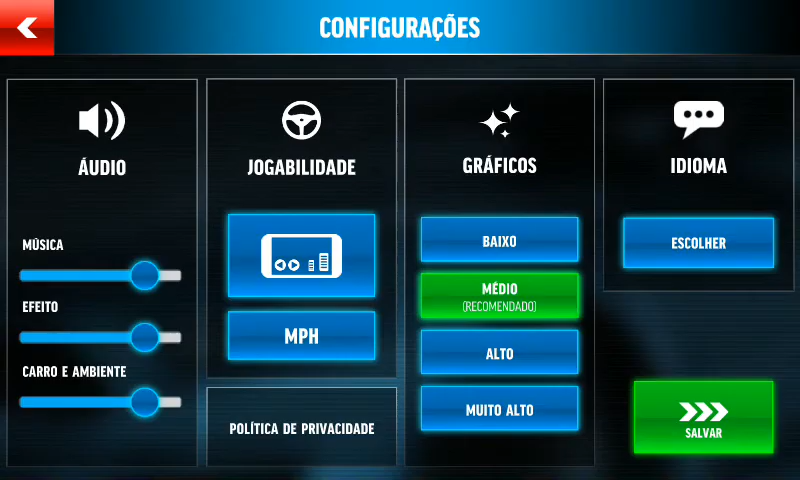 CONFIGURAÇÕES
ÁUDIO
MÚSICA
EFEITO
CARRO E AMBIENTE
JOGABILIDADE
MPH
POLÍTICA DE PRIVACIDADE
GRÁFICOS
BAIXO
MÉDIO
(RECOMENDADO)
ALTO
MUITO ALTO
IDIOMA
ESCOLHER
SALVAR